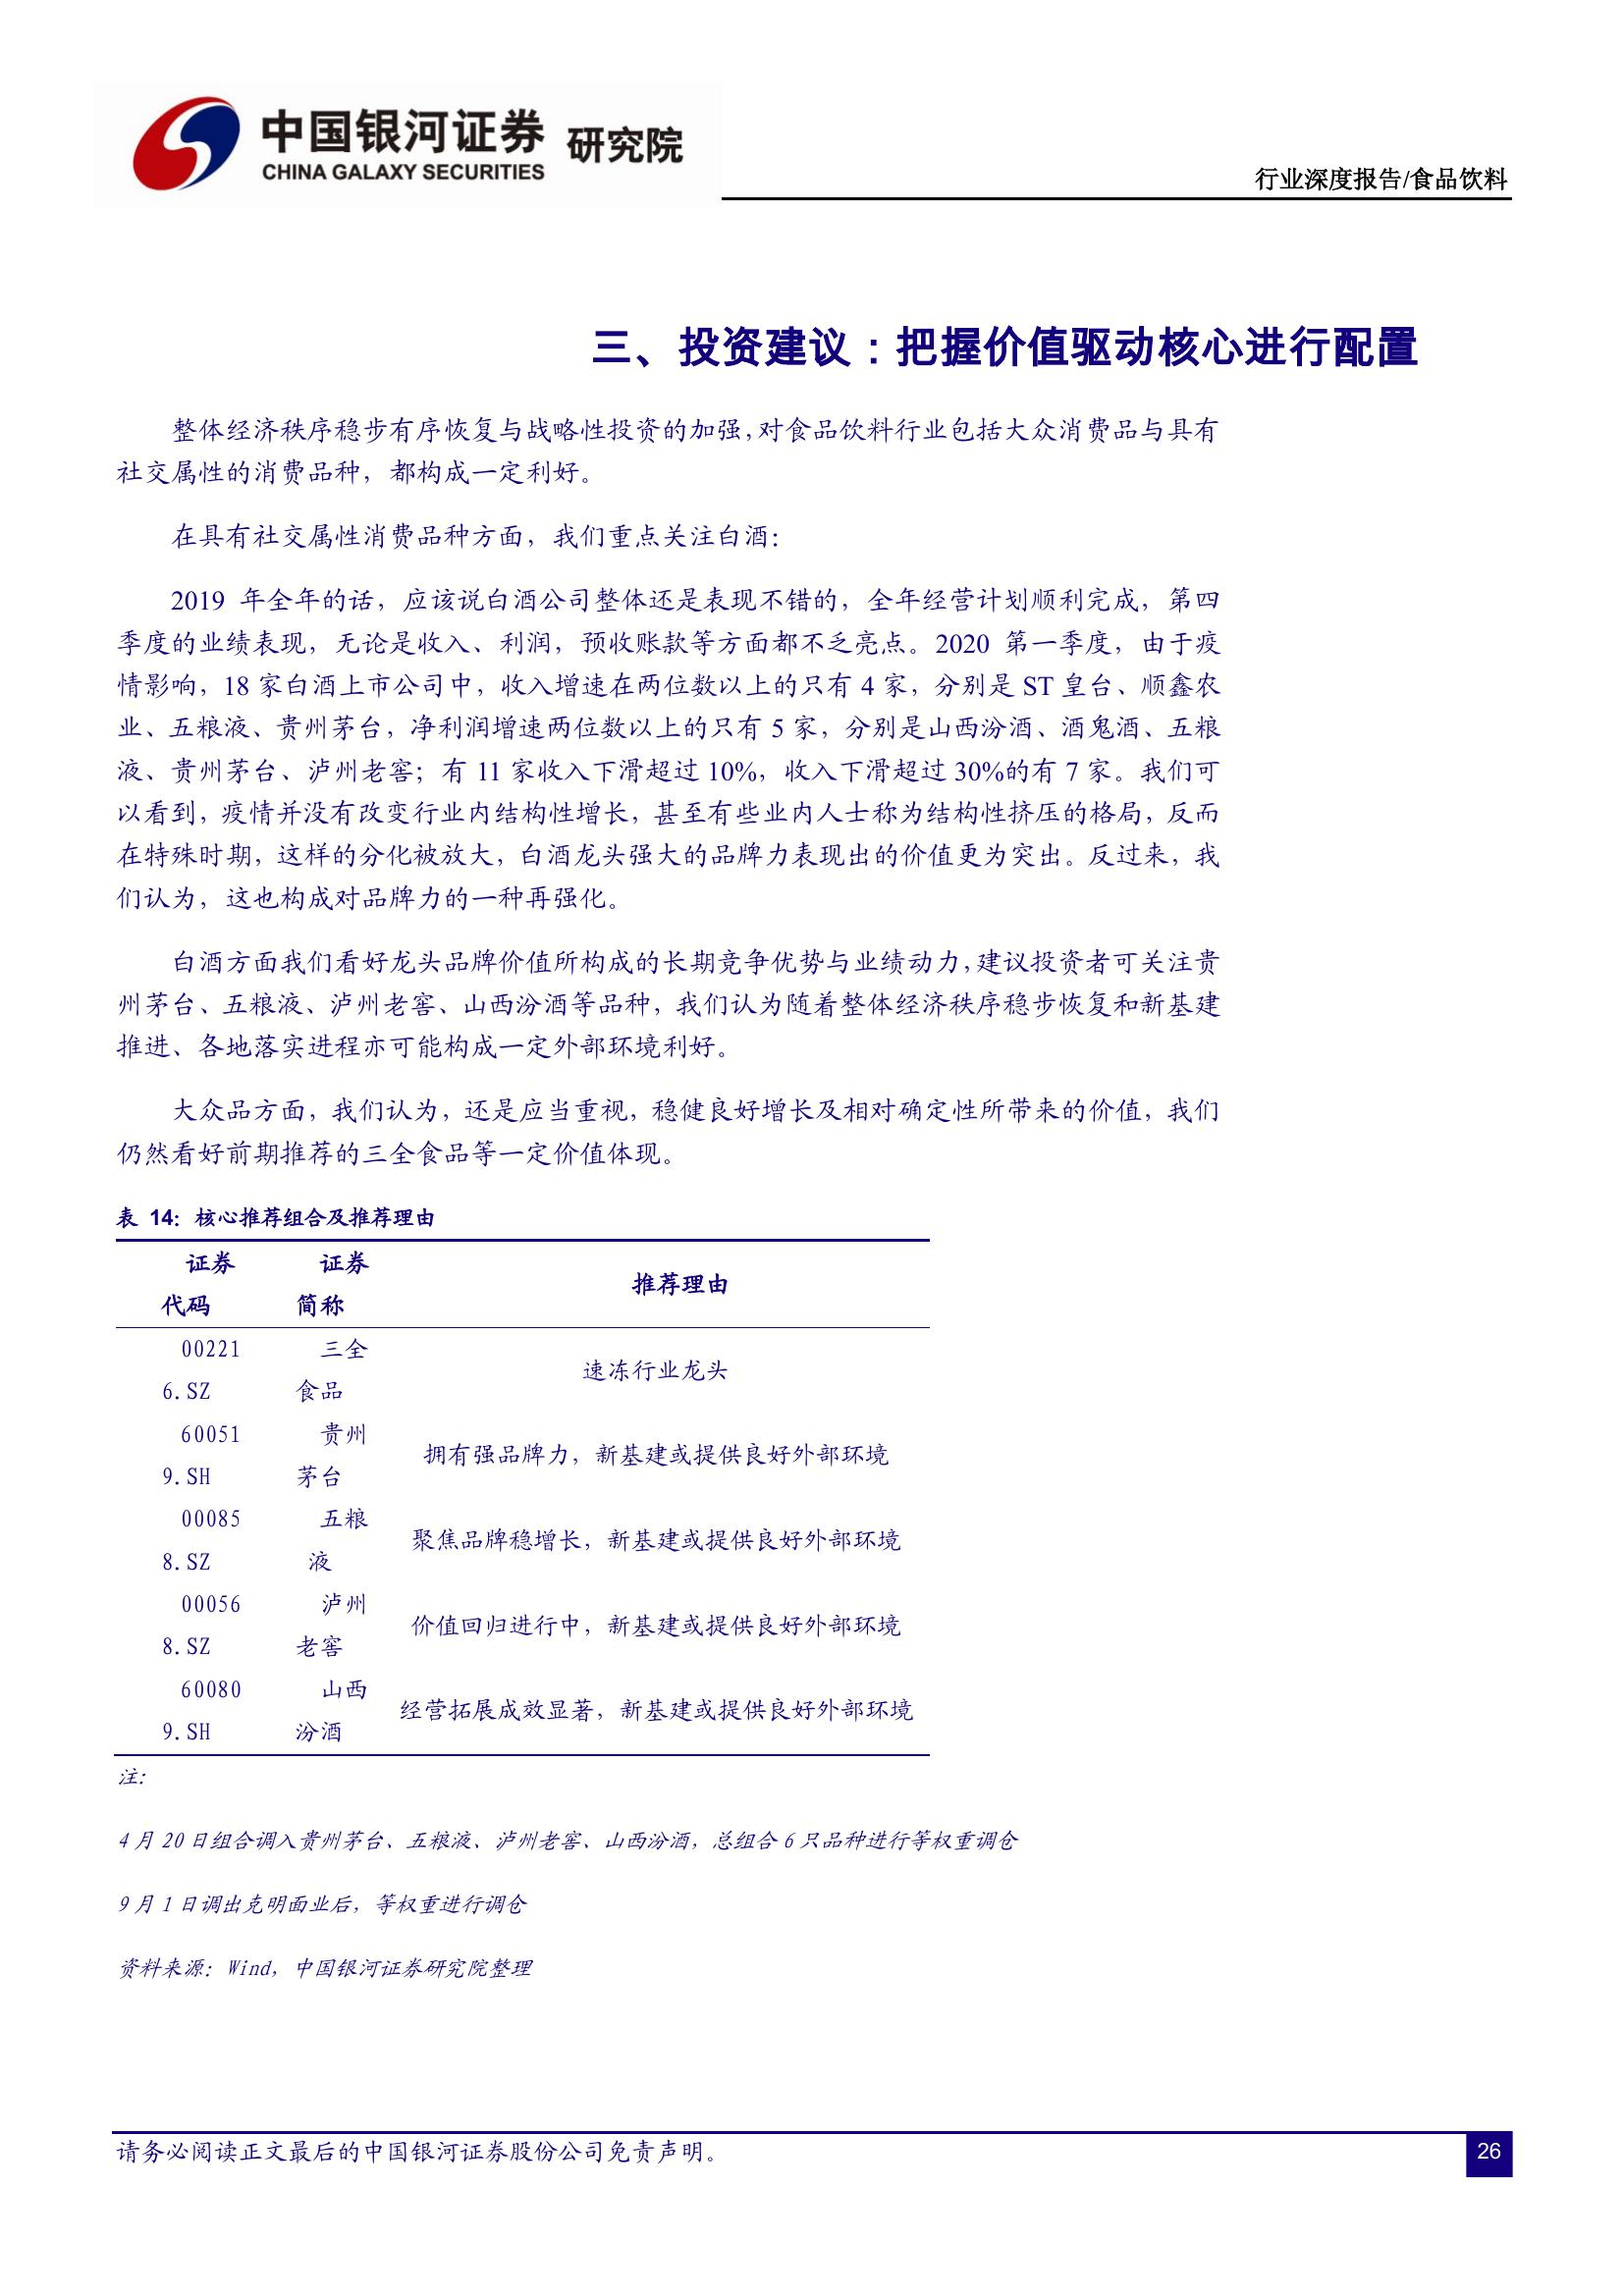 中国银河证券 研究院
CHINA GALAXY SECURITIES
行业深度报告/食品饮料
三、投资建议：把握价值驱动核心进行配置
整体经济秩序稳步有序恢复与战略性投资的加强，对食品饮料行业包括大众消费品与具有
社交属性的消费品种，都构成一定利好。
在具有社交属性消费品种方面，我们重点关注白酒：
2019 年全年的话，应该说白酒公司整体还是表现不错的，全年经营计划顺利完成，第四
季度的业绩表现，无论是收入、利润，预收账款等方面都不乏亮点。2020 第一季度，由于疫
情影响，18 家白酒上市公司中，收入增速在两位数以上的只有 4 家，分别是 ST 皇台、顺鑫农
业、五粮液、贵州茅台，净利润增速两位数以上的只有 5 家，分别是山西汾酒、酒鬼酒、五粮
液、贵州茅台、泸州老窖；有 11 家收入下滑超过 10%，收入下滑超过 30%的有 7 家。我们可
以看到，疫情并没有改变行业内结构性增长，甚至有些业内人士称为结构性挤压的格局，反而
在特殊时期，这样的分化被放大，白酒龙头强大的品牌力表现出的价值更为突出。反过来，我
们认为，这也构成对品牌力的一种再强化。
白酒方面我们看好龙头品牌价值所构成的长期竞争优势与业绩动力，建议投资者可关注贵
州茅台、五粮液、泸州老窖、山西汾酒等品种，我们认为随着整体经济秩序稳步恢复和新基建
推进、各地落实进程亦可能构成一定外部环境利好。
大众品方面，我们认为，还是应当重视，稳健良好增长及相对确定性所带来的价值，我们
仍然看好前期推荐的三全食品等一定价值体现。
表 14：核心推荐组合及推荐理由
证券 证券
代码 简称
推荐理由
00221 三全
6.SZ 食品
速冻行业龙头
60051 贵州
9.SH 茅台
拥有强品牌力，新基建或提供良好外部环境
00085 五粮
8.SZ 液
聚焦品牌稳增长，新基建或提供良好外部环境
00056 泸州
8.SZ 老窖
价值回归进行中，新基建或提供良好外部环境
60080 山西
9.SH 汾酒
经营拓展成效显著，新基建或提供良好外部环境
注：
4 月 20 日组合调入贵州茅台、五粮液、泸州老窖、山西汾酒，总组合 6 只品种进行等权重调仓
9 月 1 日调出克明面业后，等权重进行调仓
资料来源：Wind，中国银河证券研究院整理
请务必阅读正文最后的中国银河证券股份公司免责声明。
26